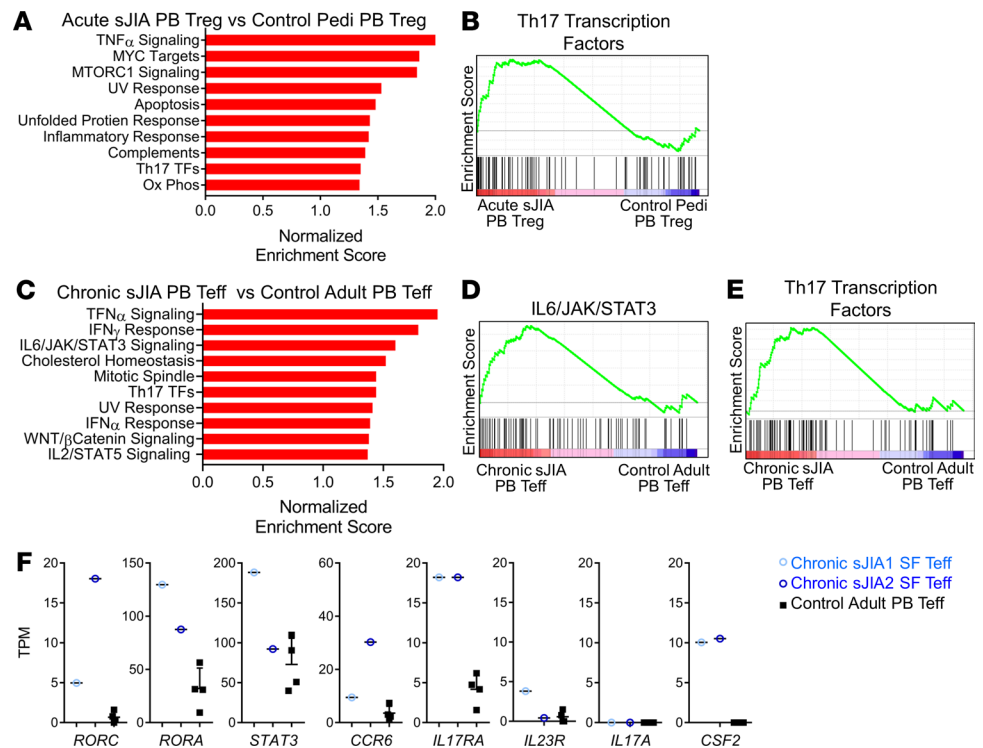 A
Acute sJIA PB Treg vs Control Pedi PB Treg
TNFα Signaling
MYC Targets
MTORC1 Signaling
UV Response
Apoptosis
Unfolded Protien Response
Inflammatory Response
Complements
Th17 TFs
Ox Phos
0.0 0.5 1.0 1.5 2.0
Normalized
Enrichment Score
B
Th17 Transcription
Factors
Enrichment Score
Acute sJIA
PB Treg
Control Pedi
PB Treg
C
Chronic sJIA PB Teff vs Control Adult PB Teff
TFNα Signaling
IFNγ Response
IL6/JAK/STAT3 Signaling
Cholesterol Homeostasis
Mitotic Spindle
Th17 TFs
UV Response
IFNα Response
WNT/βCatenin Signaling
IL2/STAT5 Signaling
0.0 0.5 1.0 1.5 2.0
Normalized
Enrichment Score
D
IL6/JAK/STAT3
Enrichment Score
Chronic sJIA
PB Teff
Control Adult
PB Teff
E
Th17 Transcription
Factors
Enrichment Score
Chronic sJIA
PB Teff
Control Adult
PB Teff
F
TPM
20
15
10
5
0
RORC
150
100
50
0
RORA
200
150
100
50
0
STAT3
60
40
20
0
CCR6
20
15
10
5
0
IL17RA
20
15
10
5
0
IL23R
20
15
10
5
0
IL17A
20
15
10
5
0
CSF2
Chronic sJIA1 SF Teff
Chronic sJIA2 SF Teff
Control Adult PB Teff